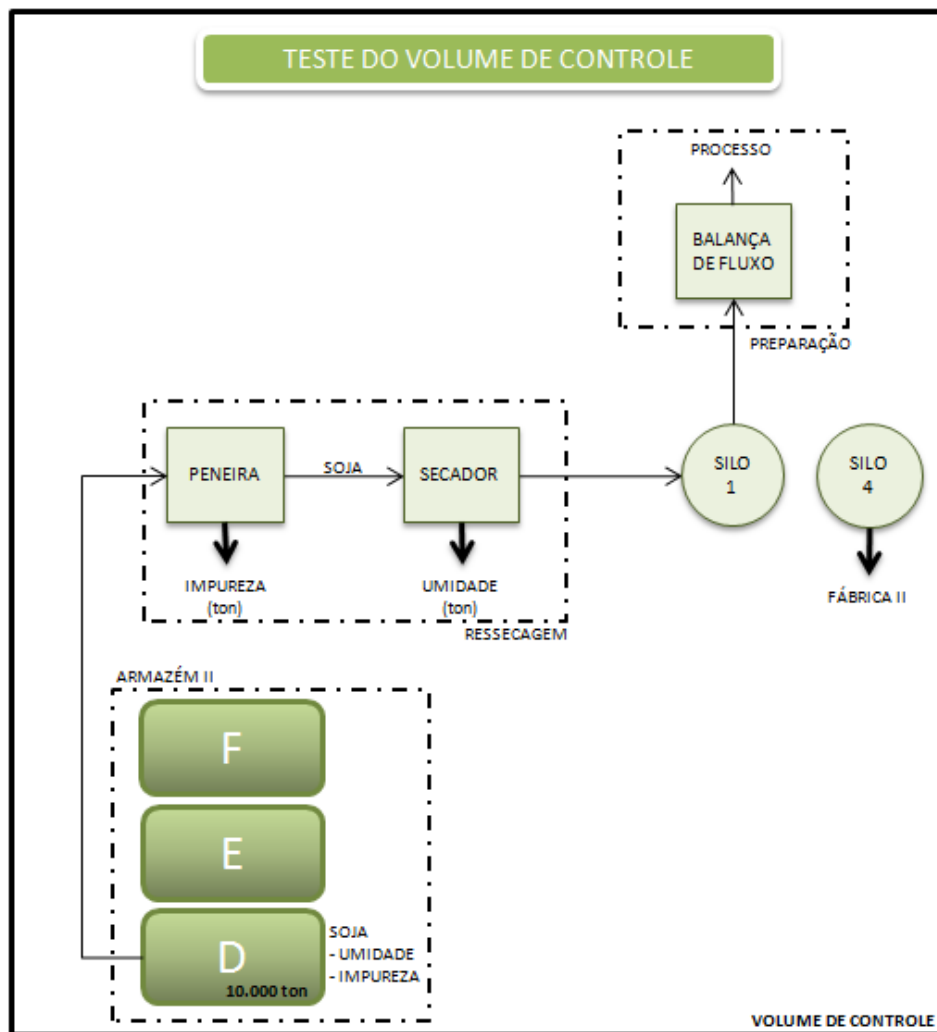 TESTE DO VOLUME DE CONTROLE
PROCESSO
BALANÇA
DE FLUXO
PREPARAÇÃO
PENEIRA
SOJA
SECADOR
SILO
1
SILO
4
IMPUREZA
(ton)
UMIDADE
(ton)
FÁBRICA II
RESSECAGEM
ARMAZÉM II
F
E
D
10.000 ton
SOJA
- UMIDADE
- IMPUREZA
VOLUME DE CONTROLE